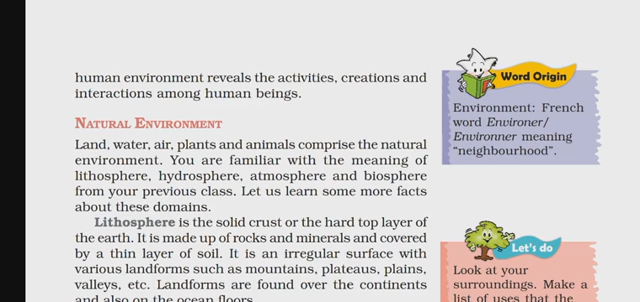 human environment reveals the activities, creations and
interactions among human beings.
NATURAL ENVIRONMENT
Land, water, air, plants and animals comprise the natural
environment. You are familiar with the meaning of
lithosphere, hydrosphere, atmosphere and biosphere
from your previous class. Let us learn some more facts
about these domains.
Lithosphere is the solid crust or the hard top layer of
the earth. It is made up of rocks and minerals and covered
by a thin layer of soil. It is an irregular surface with
various landforms such as mountains, plateaus, plains,
valleys, etc. Landforms are found over the continents
and also on the ocean floors.
Word Origin
Environment: French
word Environer/
Environner meaning
“neighbourhood”.
Let's do
Look at your
surroundings. Make a
list of uses that the